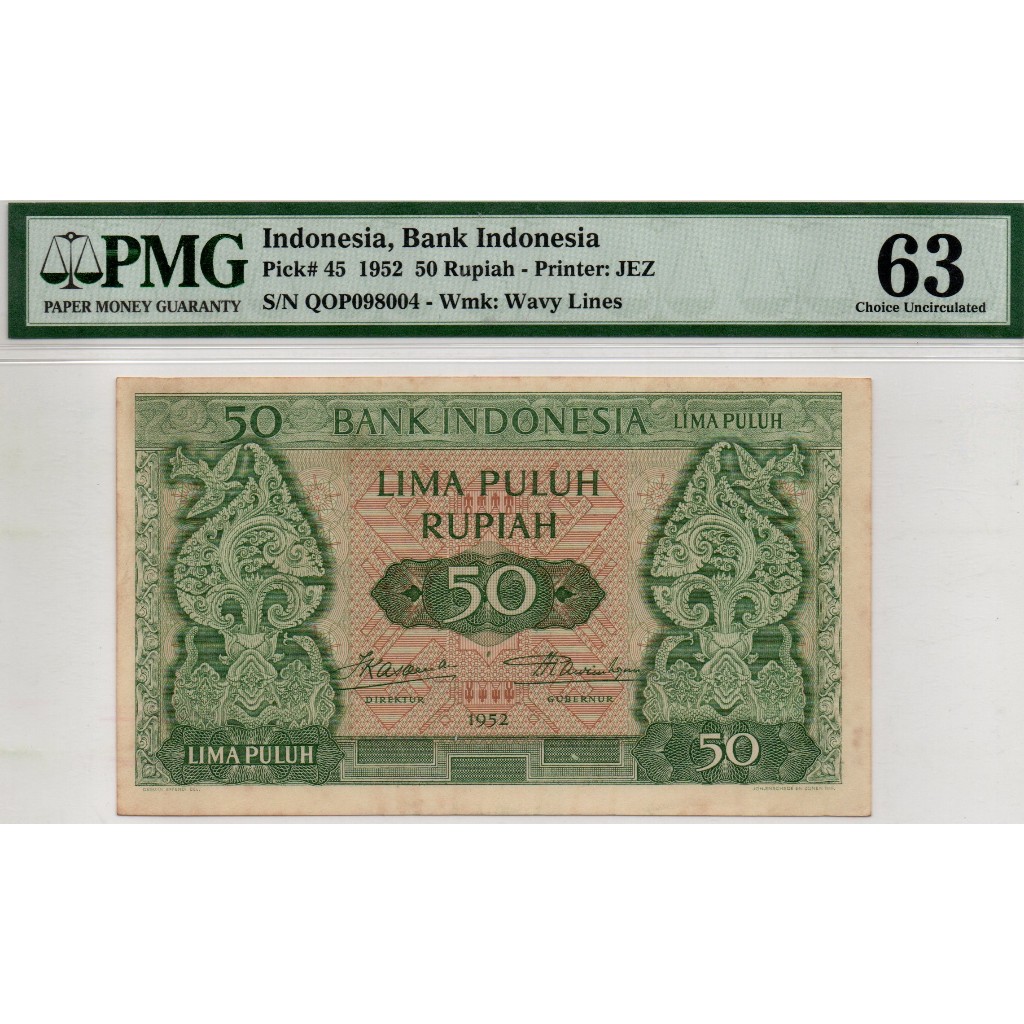 PMG
PAPER MONEY GUARANTY
Indonesia, Bank Indonesia
Pick# 45 1952 50 Rupiah - Printer: JEZ
S/N QOP098004 - Wmk: Wavy Lines
63
Choice Uncirculated
50 BANK INDONESIA LIMA PULUH
LIMA PULUH
RUPIAH
50
DIREKTUR GUBERNUR
1952
LIMA PULUH 50